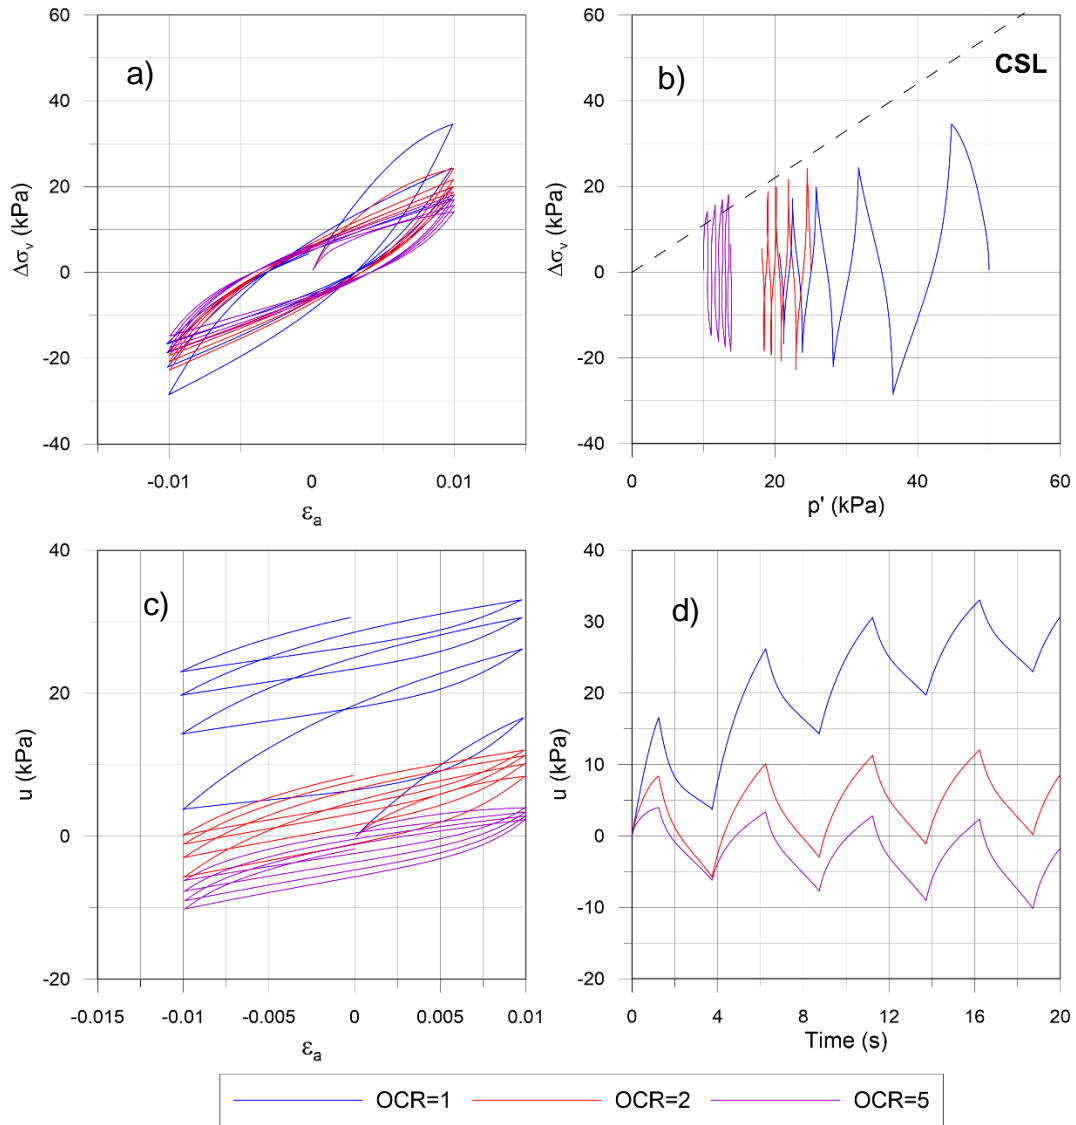 60
40
20
0
-20
-40
Δσv (kPa)
a)
-0.01
0
0.01
εa
60
40
20
0
-20
-40
Δσv (kPa)
b)
CSL
0
20
40
60
p' (kPa)
40
20
0
-20
u (kPa)
c)
-0.015
-0.01
-0.005
0
0.005
0.01
εa
40
30
20
10
0
-10
-20
u (kPa)
d)
0
4
8
12
16
20
Time (s)
OCR=1
OCR=2
OCR=5